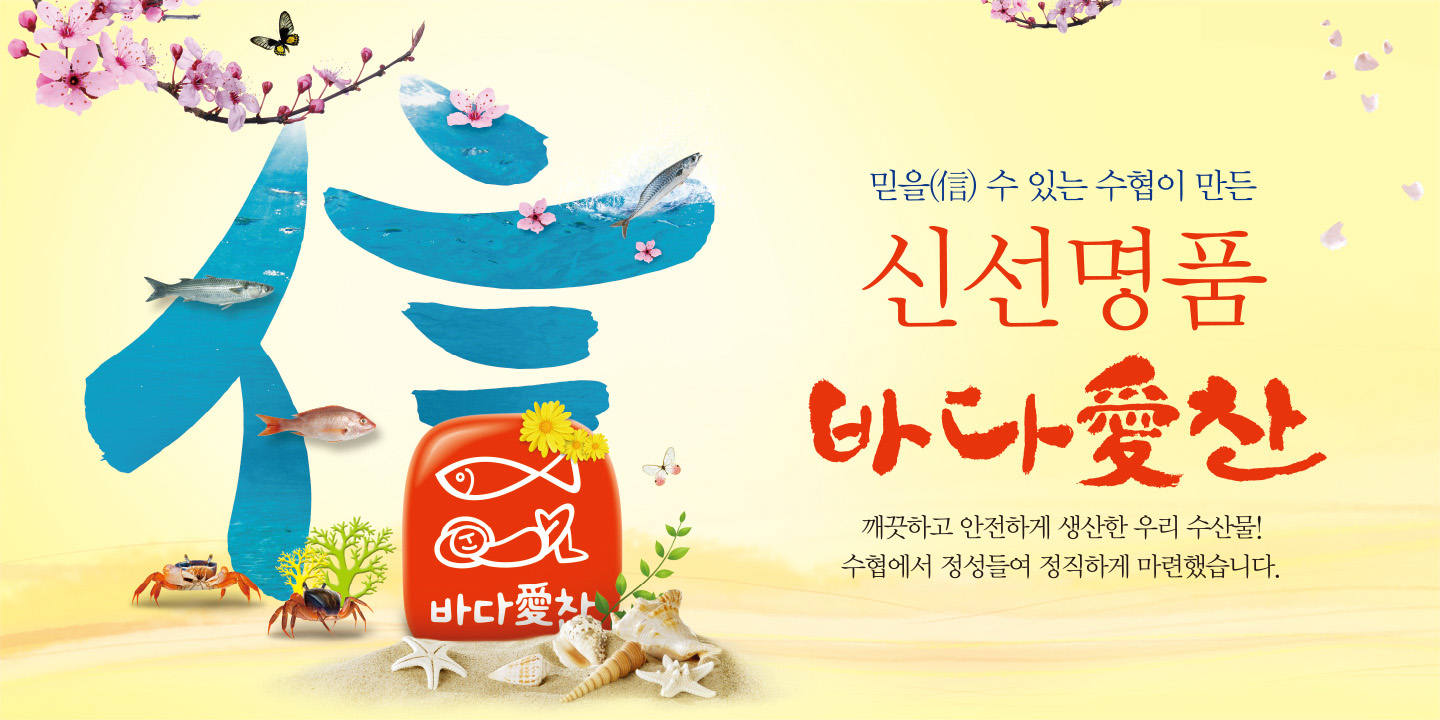 信
바다愛찬
믿을(信) 수 있는 수협이 만든
신선명품
바다愛찬
깨끗하고 안전하게 생산한 우리 수산물!
수협에서 정성들여 정직하게 마련했습니다.